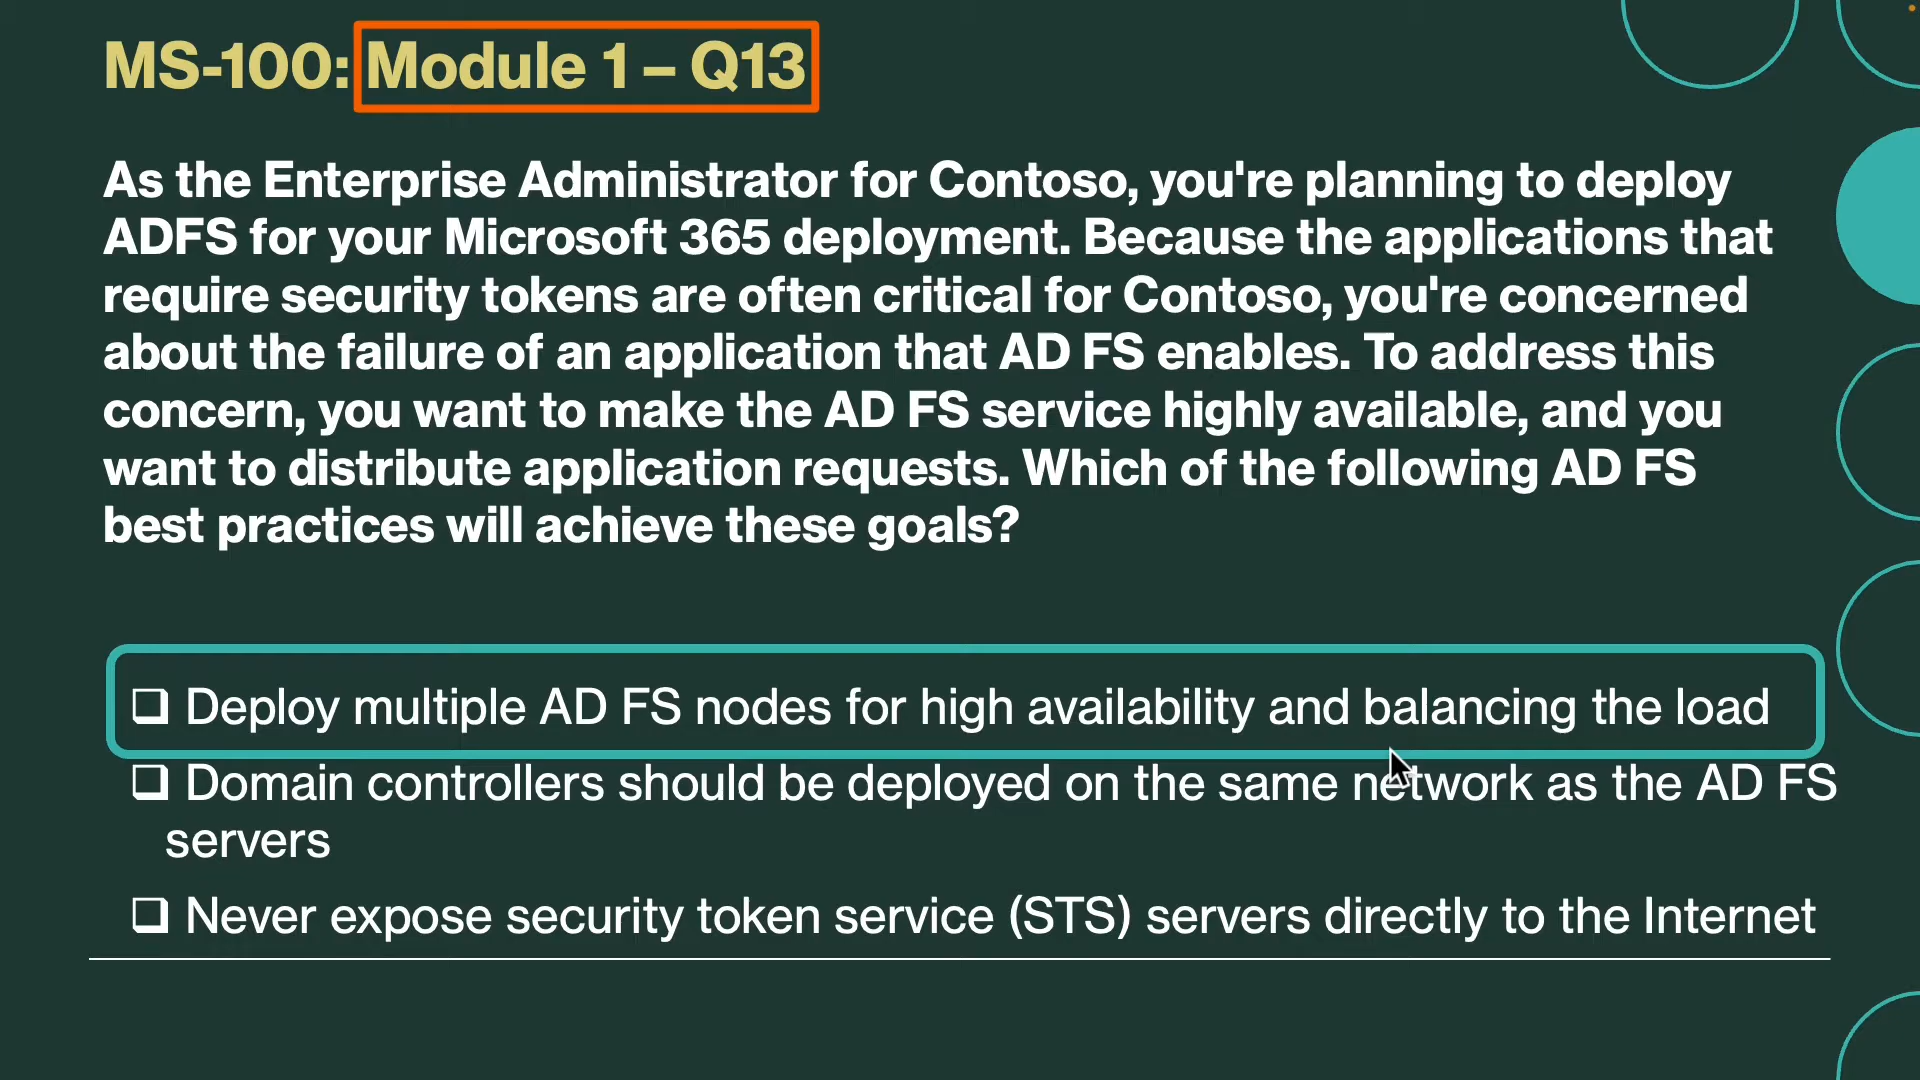 MS-100: Module 1 – Q13
As the Enterprise Administrator for Contoso, you're planning to deploy
ADFS for your Microsoft 365 deployment. Because the applications that
require security tokens are often critical for Contoso, you're concerned
about the failure of an application that AD FS enables. To address this
concern, you want to make the AD FS service highly available, and you
want to distribute application requests. Which of the following AD FS
best practices will achieve these goals?
❑ Deploy multiple AD FS nodes for high availability and balancing the load
❑ Domain controllers should be deployed on the same network as the AD FS
servers
❑ Never expose security token service (STS) servers directly to the Internet